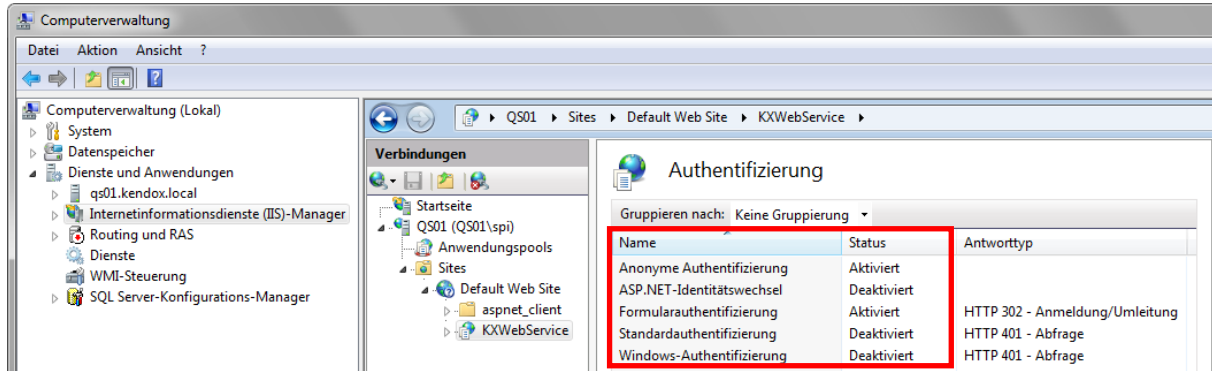 Computerverwaltung
Datei Aktion Ansicht ?
Computerverwaltung (Lokal)
System
Datenspeicher
Dienste und Anwendungen
qs01.kendox.local
Internetinformationsdienste (IIS)-Manager
Routing und RAS
Dienste
WMI-Steuerung
SQL Server-Konfigurations-Manager
QS01 Sites Default Web Site KXWebService
Verbindungen
Startseite
QS01 (QS01\spi)
Anwendungspools
Sites
Default Web Site
aspnet_client
KXWebService
Authentifizierung
Gruppieren nach: Keine Gruppierung
Name Status Antworttyp
Anonyme Authentifizierung Aktiviert
ASP.NET-Identitätswechsel Deaktiviert
Formularauthentifizierung Aktiviert HTTP 302 - Anmeldung/Umleitung
Standardauthentifizierung Deaktiviert HTTP 401 - Abfrage
Windows-Authentifizierung Deaktiviert HTTP 401 - Abfrage